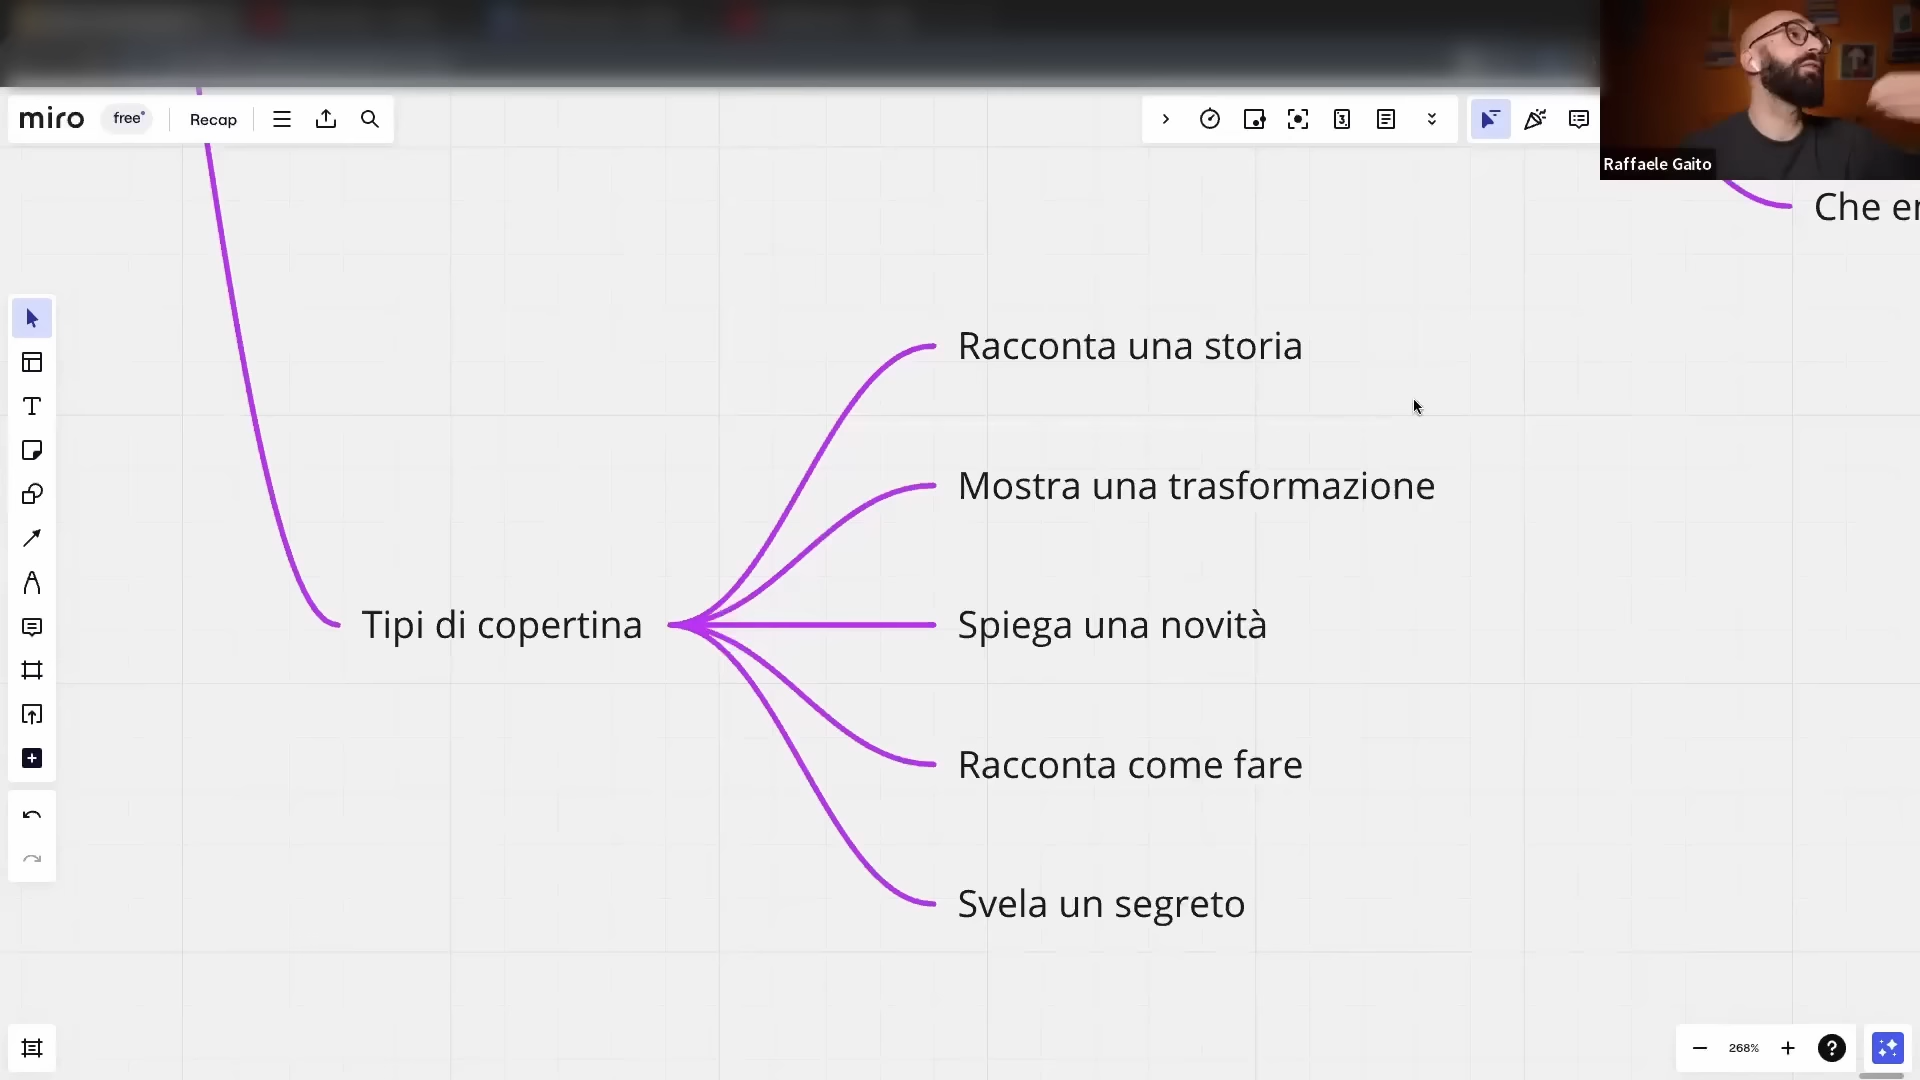 miro
free
Recap
Raffaele Gaito
Che
Racconta una storia
Mostra una trasformazione
Spiega una novità
Tipi di copertina
Racconta come fare
Svela un segreto
268%